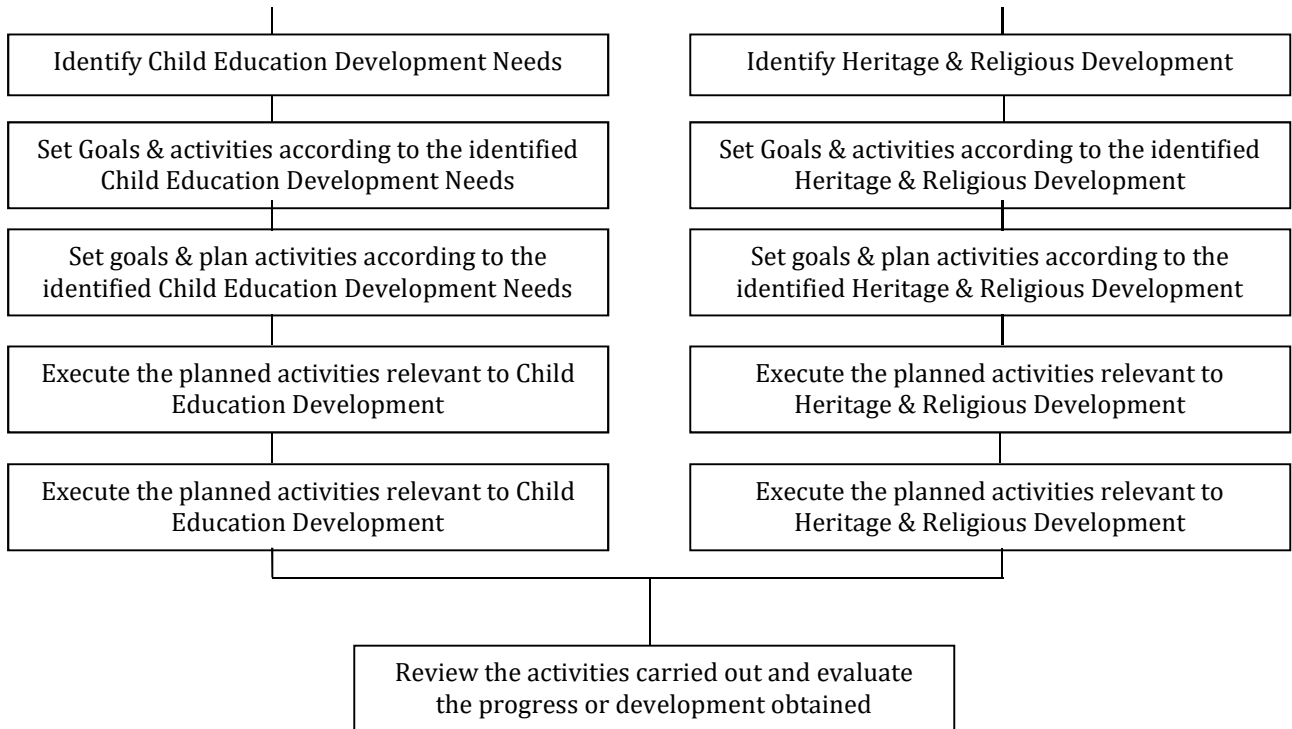 Identify Child Education Development Needs
Identify Heritage & Religious Development
Set Goals & activities according to the identified
Child Education Development Needs
Set Goals & activities according to the identified
Heritage & Religious Development
Set goals & plan activities according to the
identified Child Education Development Needs
Set goals & plan activities according to the
identified Heritage & Religious Development
Execute the planned activities relevant to Child
Education Development
Execute the planned activities relevant to
Heritage & Religious Development
Execute the planned activities relevant to Child
Education Development
Execute the planned activities relevant to
Heritage & Religious Development
Review the activities carried out and evaluate
the progress or development obtained